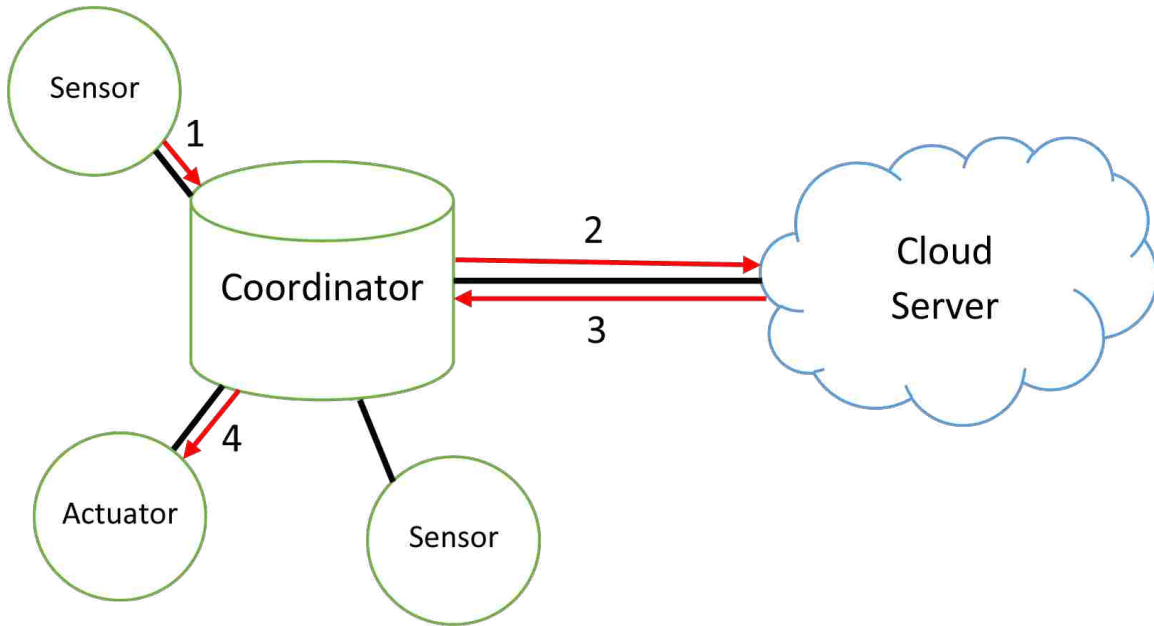 Sensor
1
Coordinator
2
3
Cloud
Server
4
Actuator
Sensor